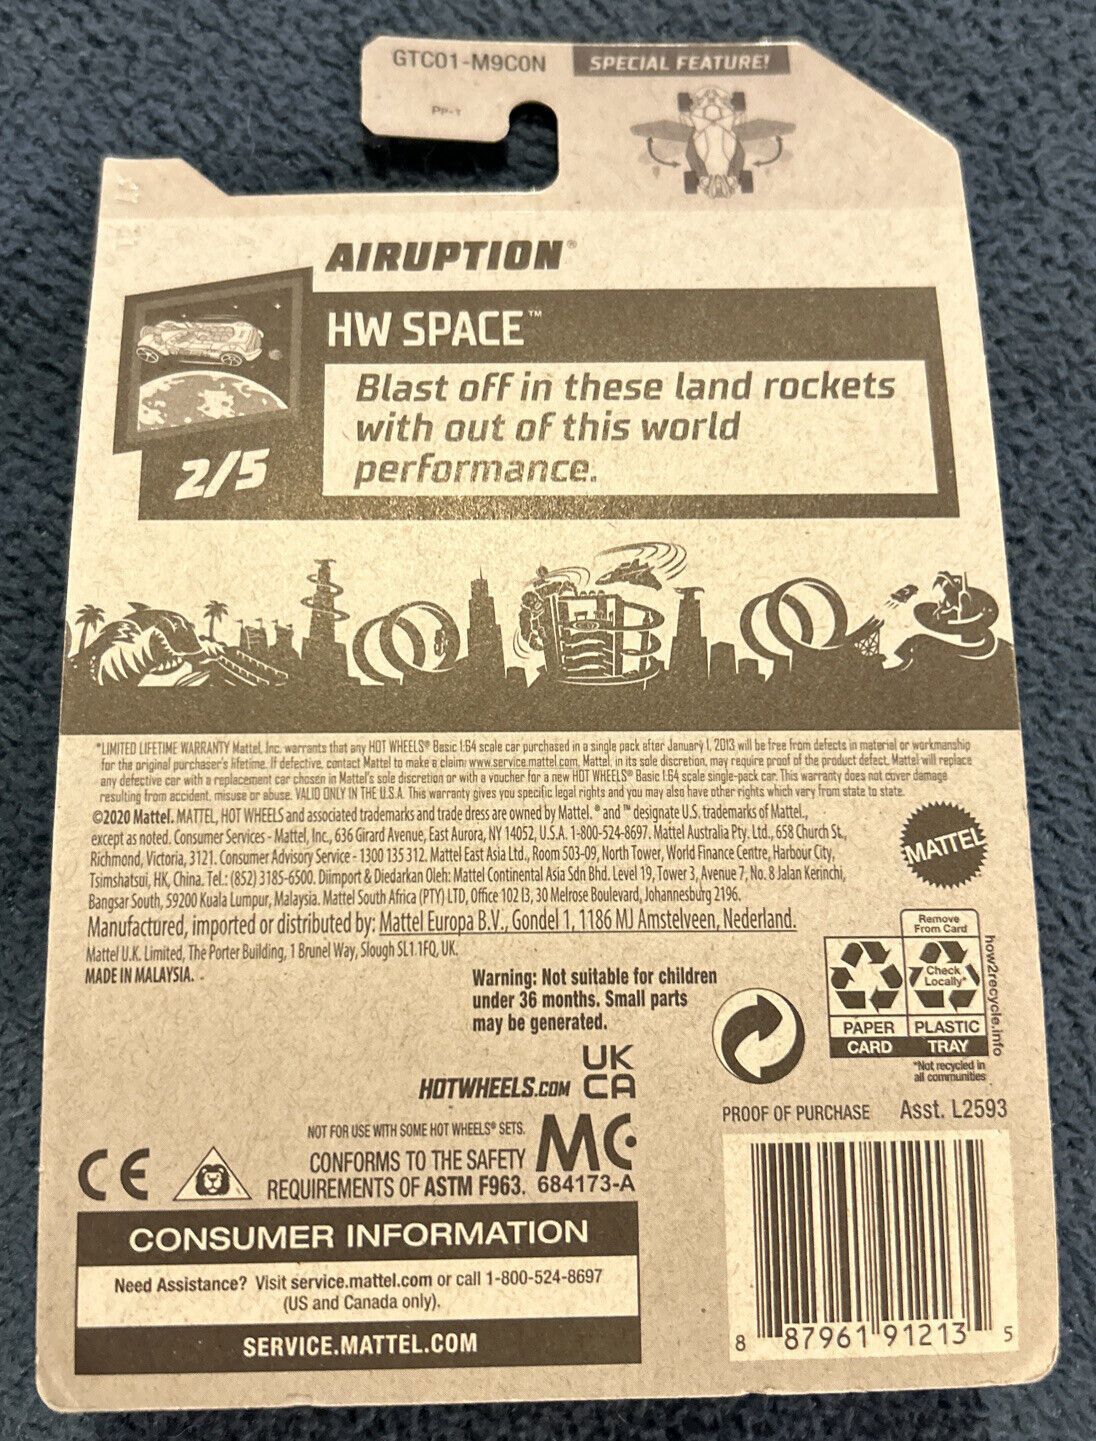 GTC01-M9C0N
SPECIAL FEATURE!
PP-1
AIRUPTION®
HW SPACE™
Blast off in these land rockets
with out of this world
performance.
2/5
*LIMITED LIFETIME WARRANTY Mattel, Inc. warrants that any HOT WHEELS® Basic 1:64 scale car purchased in a single pack after January 1, 2013 will be free from defects in material or workmanship
for the original purchaser's lifetime. If defective, contact Mattel to make a claim: www.service.mattel.com. Mattel, in its sole discretion, may require proof of the product defect. Mattel will replace
any defective car with a replacement car chosen in Mattel's sole discretion or with a voucher for a new HOT WHEELS® Basic 1:64 scale single-pack car. This warranty does not cover damage
resulting from accident, misuse or abuse. VALID ONLY IN THE U.S.A. This warranty gives you specific legal rights and you may also have other rights which vary from state to state.
©2020 Mattel. MATTEL, HOT WHEELS and associated trademarks and trade dress are owned by Mattel. ® and ™ designate U.S. trademarks of Mattel,
except as noted. Consumer Services - Mattel, Inc., 636 Girard Avenue, East Aurora, NY 14052, U.S.A. 1-800-524-8697. Mattel Australia Pty. Ltd., 658 Church St.,
Richmond, Victoria, 3121. Consumer Advisory Service - 1300 135 312. Mattel East Asia Ltd., Room 503-09, North Tower, World Finance Centre, Harbour City,
Tsimshatsui, HK, China. Tel.: (852) 3185-6500. Diimport & Diedarkan Oleh: Mattel Continental Asia Sdn Bhd. Level 19, Tower 3, Avenue 7, No. 8 Jalan Kerinchi,
Bangsar South, 59200 Kuala Lumpur, Malaysia. Mattel South Africa (PTY) LTD, Office 102 I3, 30 Melrose Boulevard, Johannesburg 2196.
Manufactured, imported or distributed by: Mattel Europa B.V., Gondel 1, 1186 MJ Amstelveen, Nederland.
Mattel U.K. Limited, The Porter Building, 1 Brunel Way, Slough SL1 1FQ, UK.
MADE IN MALAYSIA.
MATTEL
Warning: Not suitable for children
under 36 months. Small parts
may be generated.
Remove
From Card
Check
Locally*
PAPER
PLASTIC
CARD
TRAY
how2recycle.info
*Not recycled in
all communities
HOTWHEELS.COM
UK
CA
NOT FOR USE WITH SOME HOT WHEELS® SETS.
CONFORMS TO THE SAFETY
REQUIREMENTS OF ASTM F963.
MC
684173-A
CE
PROOF OF PURCHASE
Asst. L2593
CONSUMER INFORMATION
Need Assistance? Visit service.mattel.com or call 1-800-524-8697
(US and Canada only).
SERVICE.MATTEL.COM
8 87961 91213 5